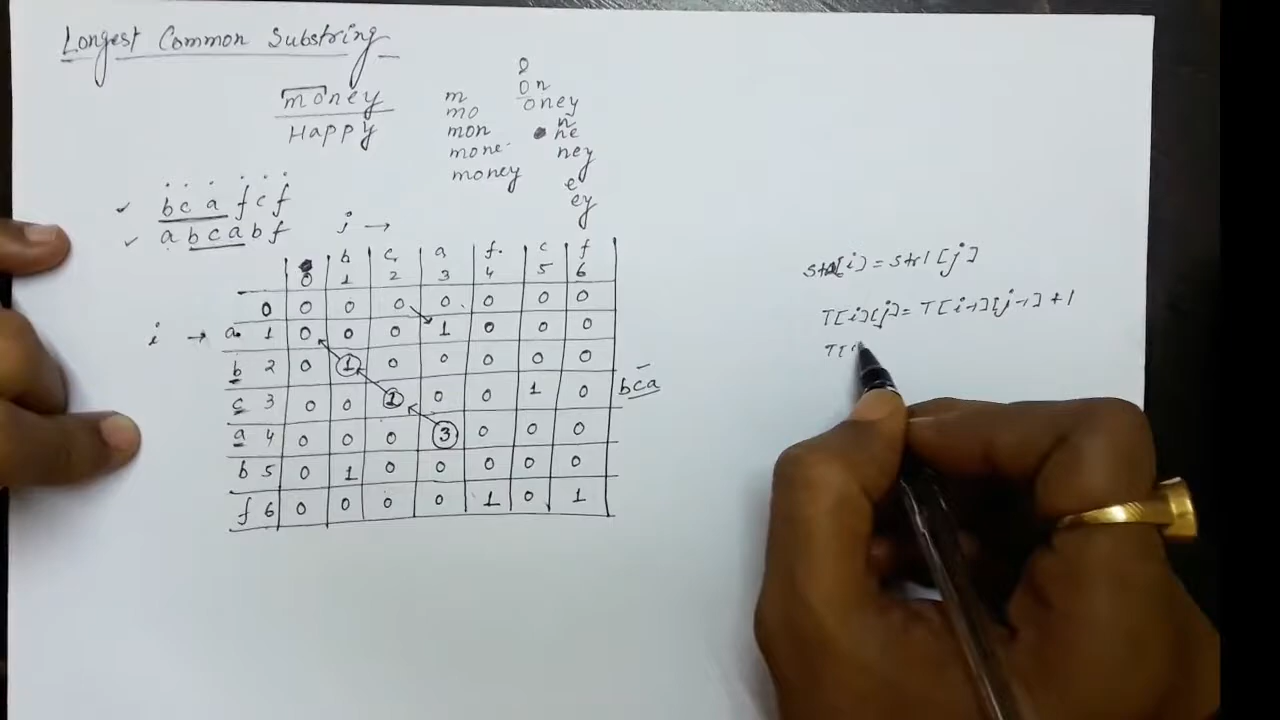 Longest Common Substring
money
Happy
m
mo
mon
mone
money
o
on
oney
n
ne
ney
e
ey
✓ bcafcf
✓ abcabf
j →
b c a f c f
0 1 2 3 4 5 6
0 0 0 0 0 0 0 0
i → a 1 0 0 0 1 0 0 0
b 2 0 1 0 0 0 0 0
c 3 0 0 1 0 0 1 0
bca
a 4 0 0 0 3 0 0 0
b 5 0 1 0 0 0 0 0
f 6 0 0 0 0 1 0 1
[i] = str1[j]
T[i][j] = T[i-1][j-1] + 1
T[